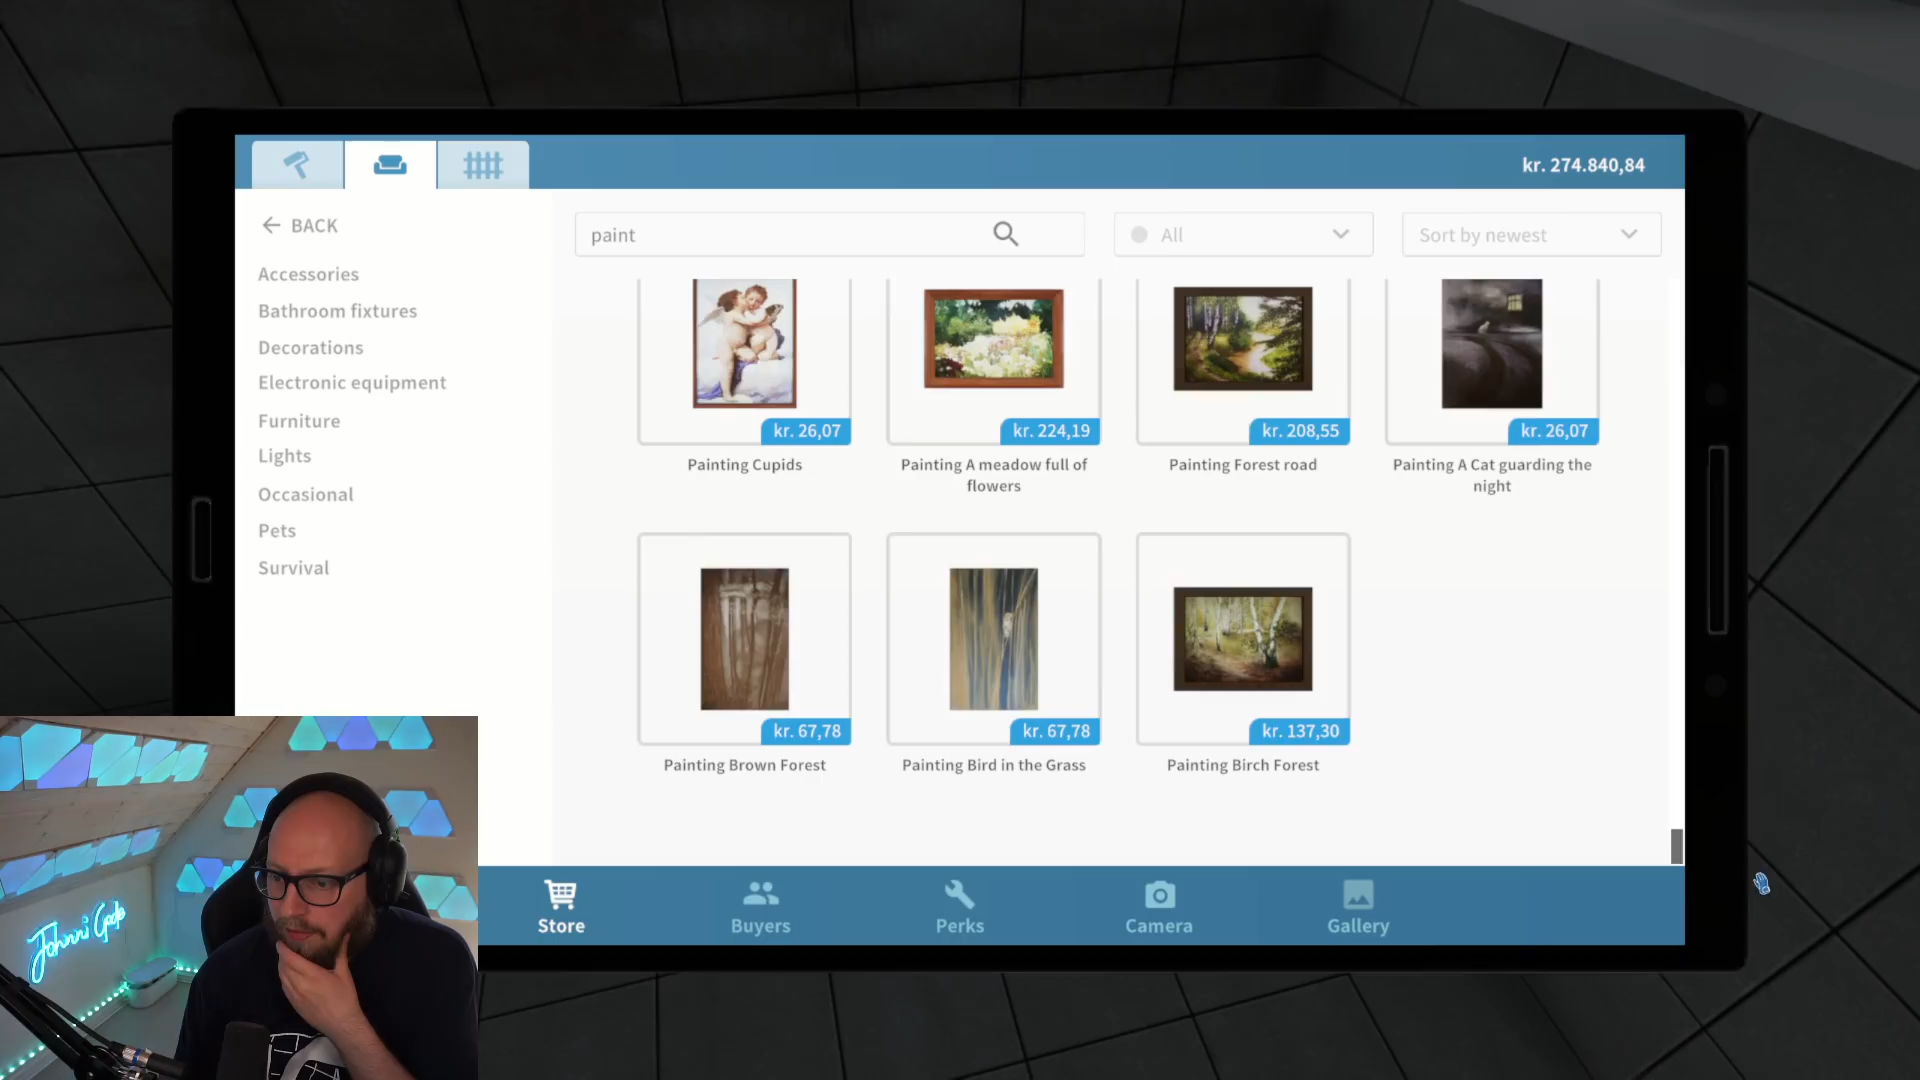 kr. 274.840,84
BACK
paint
All
Sort by newest
Accessories
Bathroom fixtures
Decorations
Electronic equipment
Furniture
Lights
Occasional
Pets
Survival
kr. 26,07
kr. 224,19
kr. 208,55
kr. 26,07
Painting Cupids
Painting A meadow full of
flowers
Painting Forest road
Painting A Cat guarding the
night
kr. 67,78
kr. 67,78
kr. 137,30
Painting Brown Forest
Painting Bird in the Grass
Painting Birch Forest
Store
Buyers
Perks
Camera
Gallery
Johnni Gade